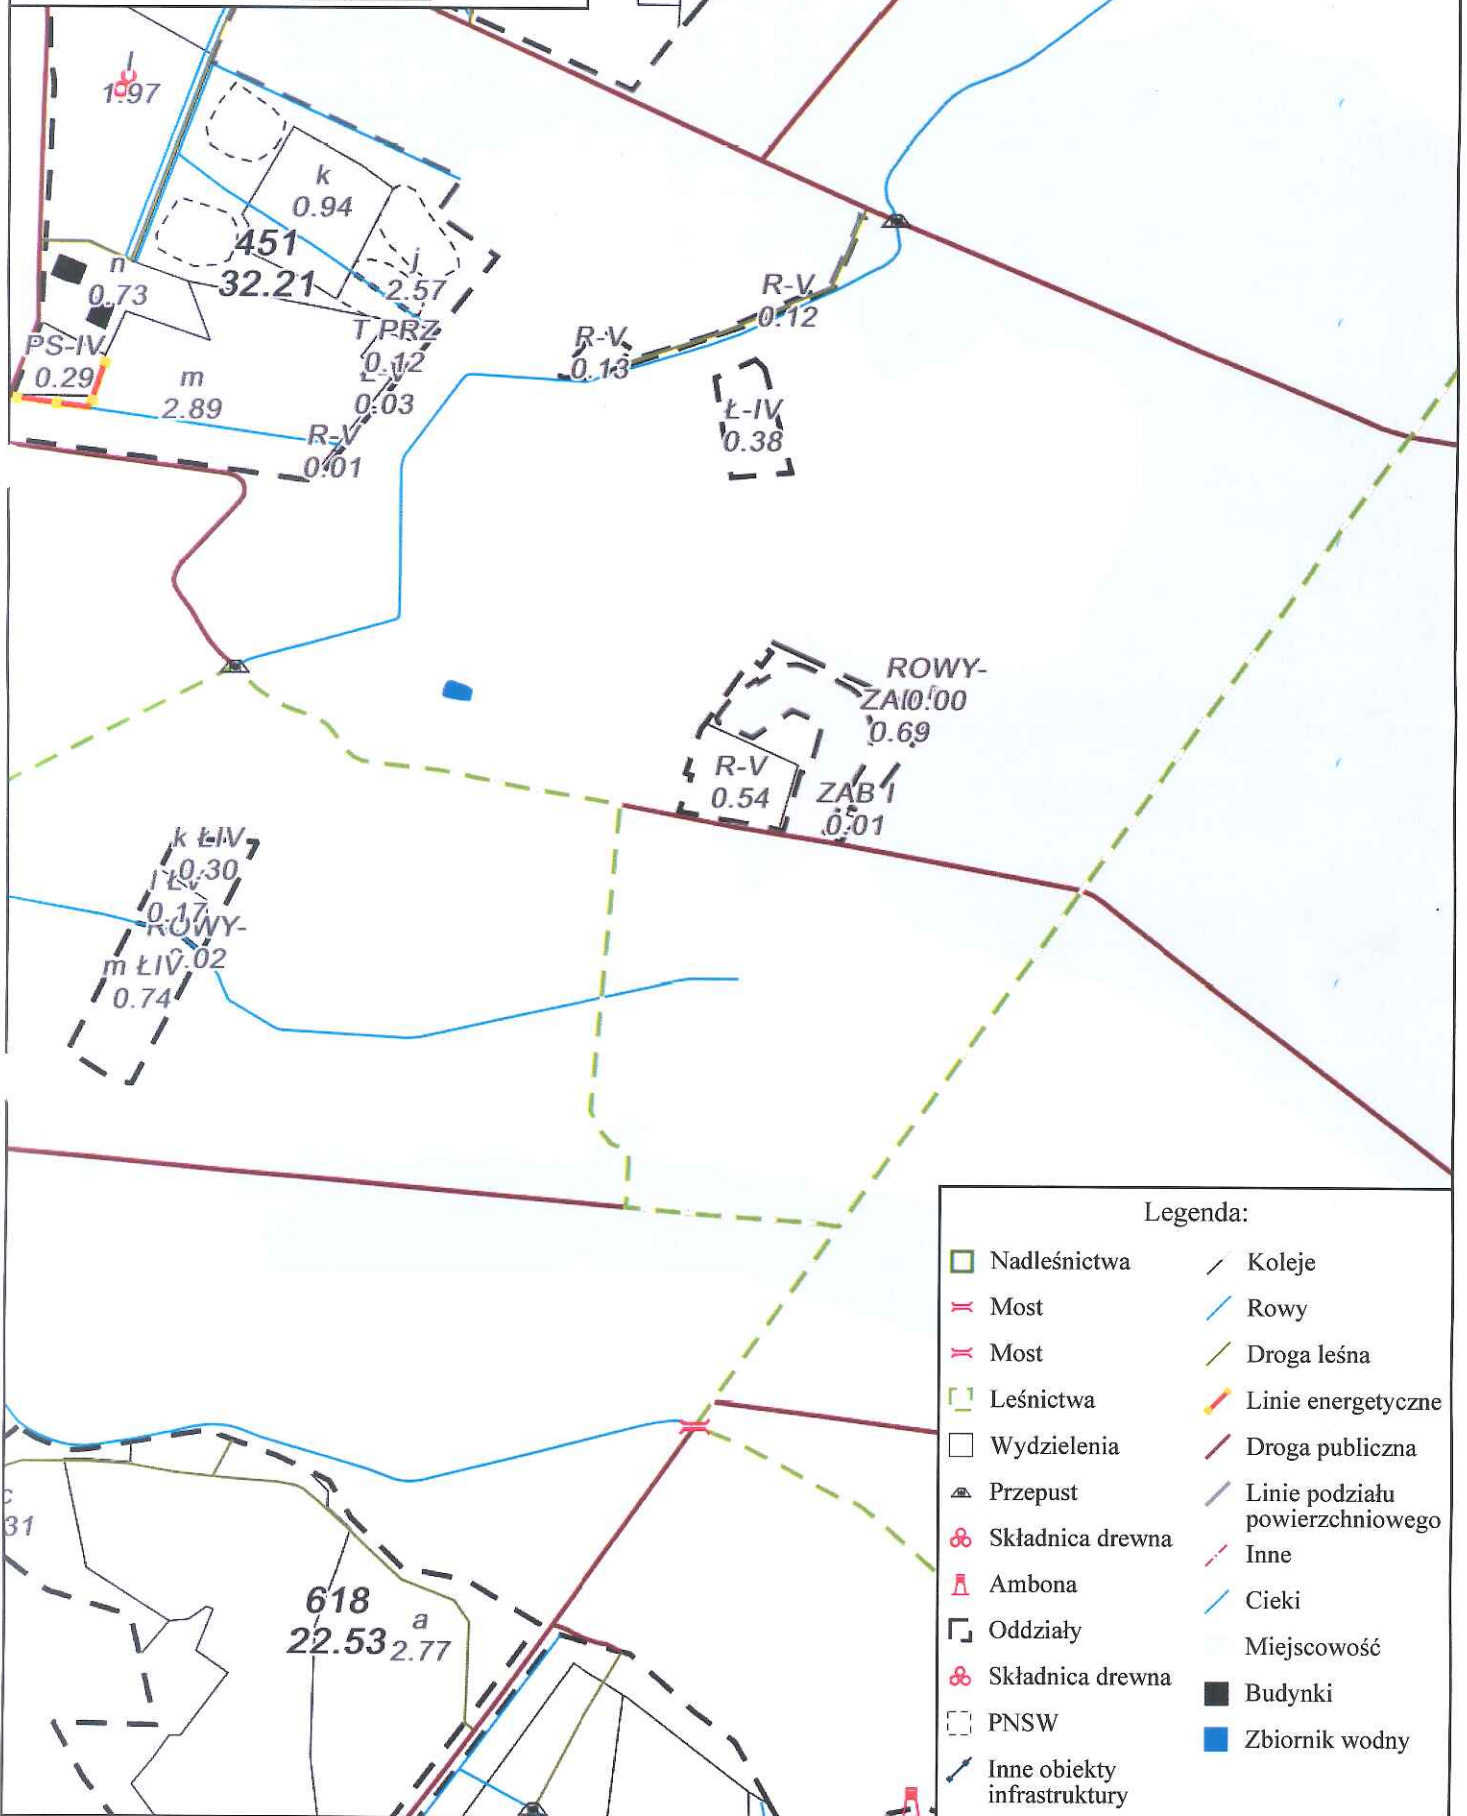 l
1.97
k
0.94
451
32.21
j
2.57
n
0.73
PS-IV
0.29
m
2.89
T PRZ
0.12
0.03
R-V
0.01
R-V
0.13
R-V
0.12
Ł-IV
0.38
ROWY-
0.00
0.69
R-V
0.54
ZAB I
0.01
k ŁIV
0.30
l ŁV
0.17
ROWY-
m ŁIV
0.74
c
31
618
22.53
a
2.77
Legenda:
Nadleśnictwa
Most
Most
Leśnictwa
Wydzielenia
Przepust
Składnica drewna
Ambona
Oddziały
Składnica drewna
PNSW
Inne obiekty
infrastruktury
Koleje
Rowy
Droga leśna
Linie energetyczne
Droga publiczna
Linie podziału
powierzchniowego
Inne
Cieki
Miejscowość
Budynki
Zbiornik wodny